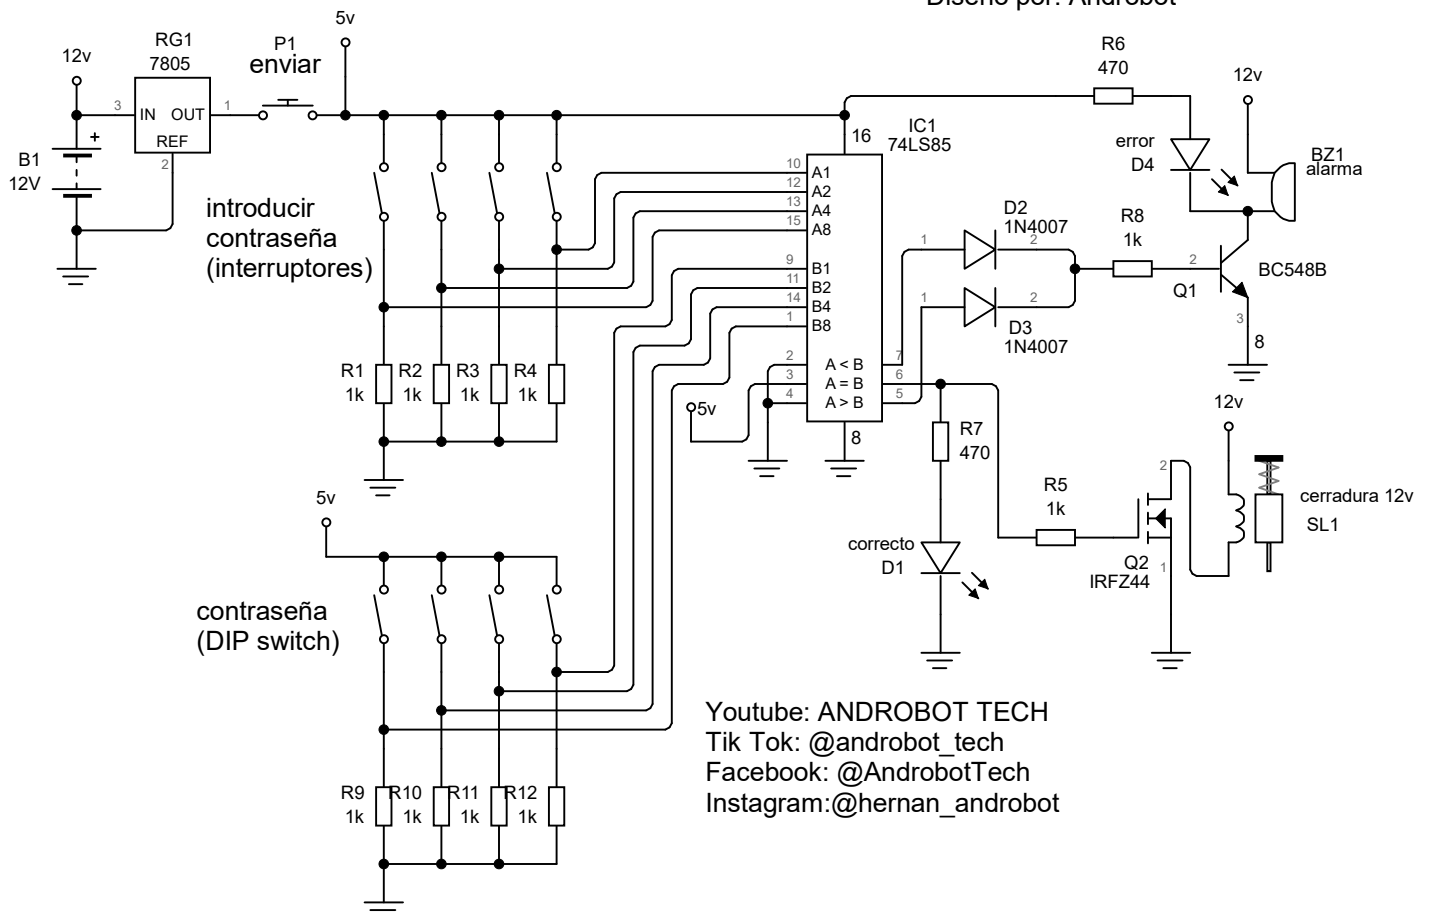 Diseño por: Androbot
5v
12v
RG1
7805
P1
enviar
3
IN
OUT
1
REF
2
B1
12V
+
introducir
contraseña
(interruptores)
R1
1k
R2
1k
R3
1k
R4
1k
16
IC1
74LS85
10
A1
12
A2
13
A4
15
A8
9
B1
11
B2
14
B4
1
B8
2
A < B
7
3
A = B
6
4
A > B
5
5v
8
R6
470
12v
error
D4
BZ1
alarma
D2
1N4007
1
2
D3
1N4007
1
2
R8
1k
2
Q1
BC548B
3
8
R7
470
correcto
D1
R5
1k
2
Q2
IRFZ44
1
12v
cerradura 12v
SL1
5v
contraseña
(DIP switch)
R9
1k
R10
1k
R11
1k
R12
1k
Youtube: ANDROBOT TECH
Tik Tok: @androbot_tech
Facebook: @AndrobotTech
Instagram:@hernan_androbot